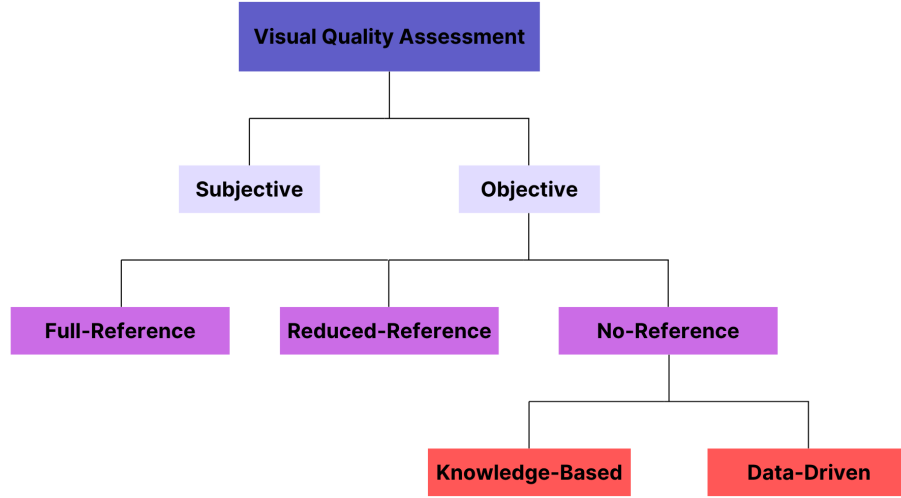 Visual Quality Assessment
Subjective
Objective
Full-Reference
Reduced-Reference
No-Reference
Knowledge-Based
Data-Driven